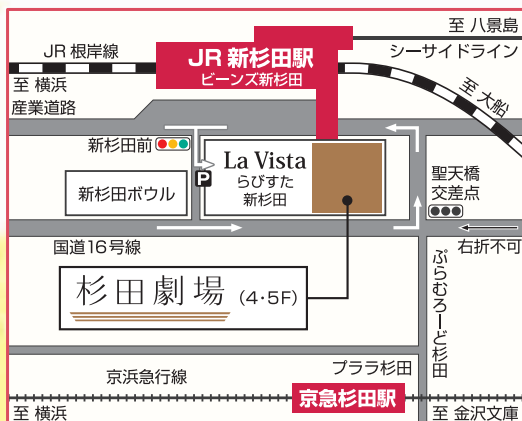 至 八景島
JR 根岸線
JR 新杉田駅
ビーンズ新杉田
シーサイドライン
至 横浜
至 大船
産業道路
新杉田前
P
La Vista
らびすた
新杉田
新杉田ボウル
聖天橋
交差点
国道16号線
右折不可
杉田劇場 (4・5F)
ぷらむろーど杉田
プララ杉田
京浜急行線
京急杉田駅
至 横浜
至 金沢文庫